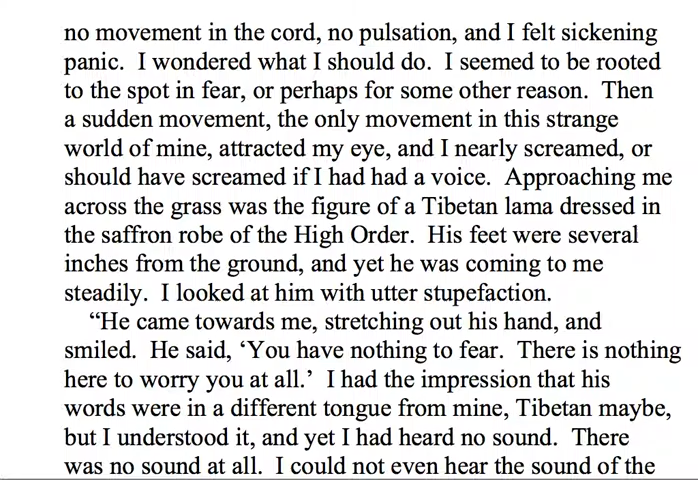 no movement in the cord, no pulsation, and I felt sickening
panic.  I wondered what I should do.  I seemed to be rooted
to the spot in fear, or perhaps for some other reason.  Then
a sudden movement, the only movement in this strange
world of mine, attracted my eye, and I nearly screamed, or
should have screamed if I had had a voice.  Approaching me
across the grass was the figure of a Tibetan lama dressed in
the saffron robe of the High Order.  His feet were several
inches from the ground, and yet he was coming to me
steadily.  I looked at him with utter stupefaction.
“He came towards me, stretching out his hand, and
smiled.  He said, ‘You have nothing to fear.  There is nothing
here to worry you at all.’  I had the impression that his
words were in a different tongue from mine, Tibetan maybe,
but I understood it, and yet I had heard no sound.  There
was no sound at all.  I could not even hear the sound of the